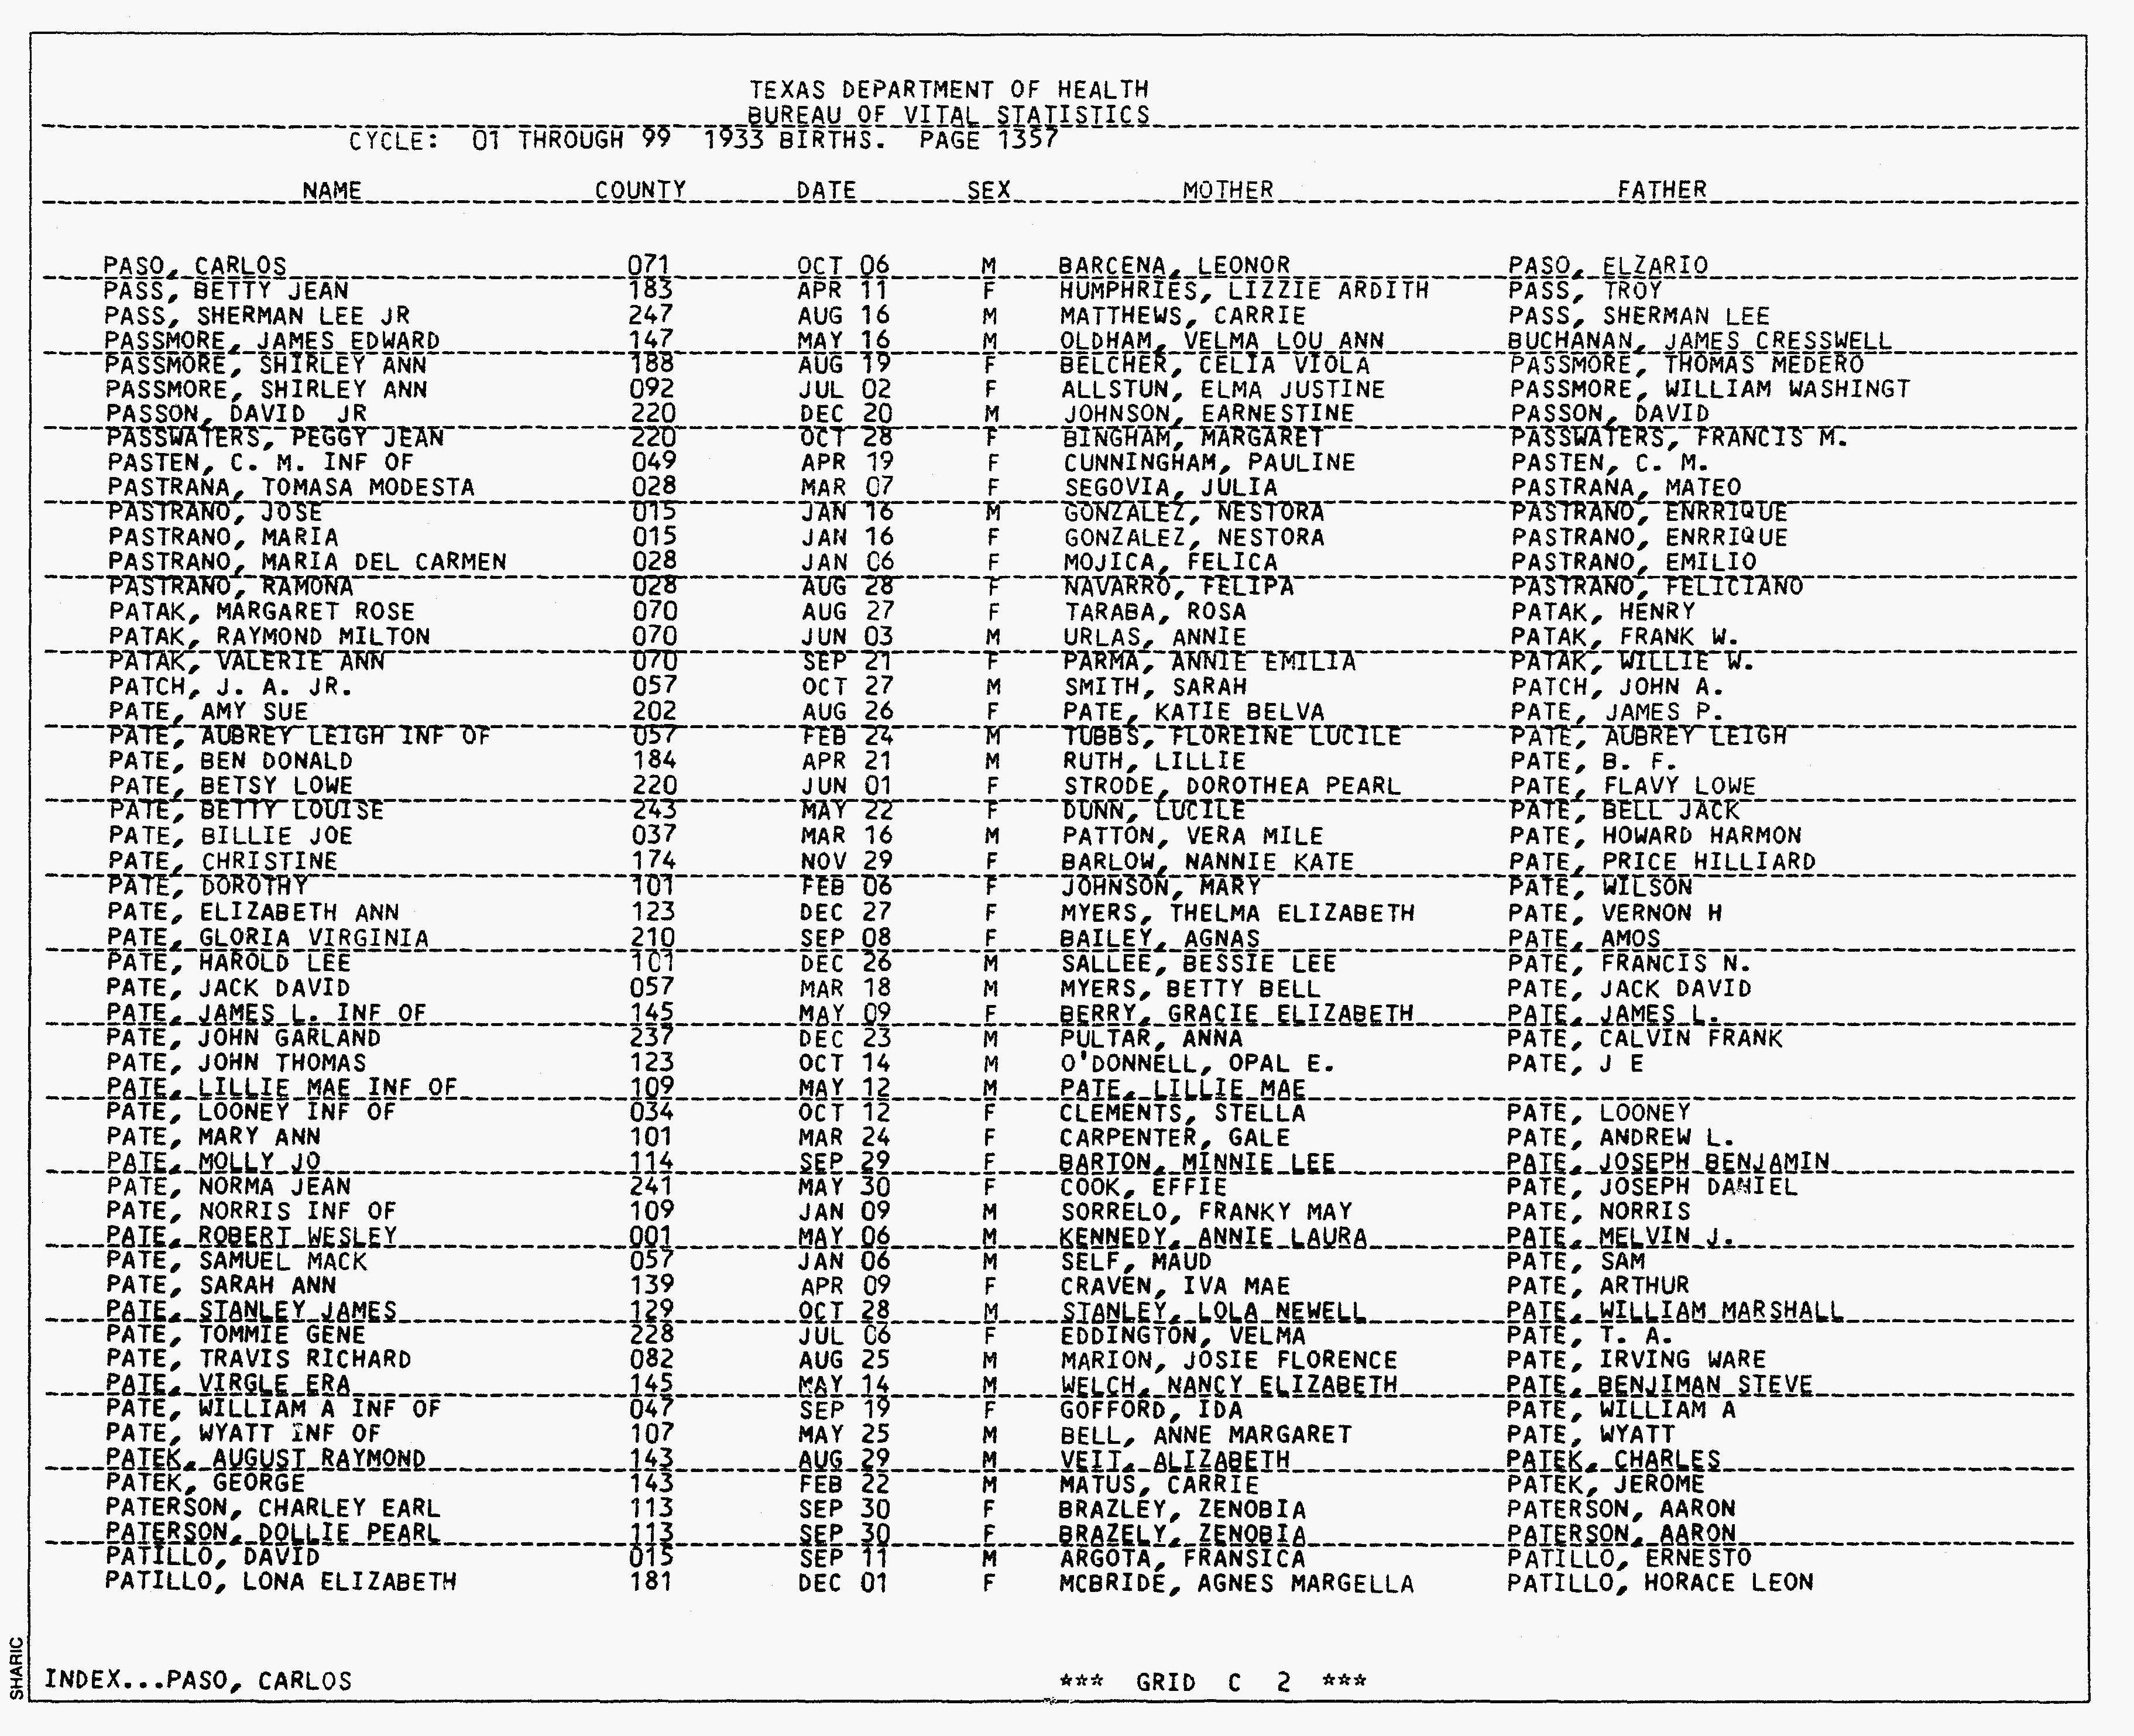 TEXAS DEPARTMENT OF HEALTH
BUREAU OF VITAL STATISTICS
CYCLE: 01 THROUGH 99 1933 BIRTHS. PAGE 1357
NAME COUNTY DATE SEX MOTHER FATHER
PASO, CARLOS 071 OCT 06 M BARCENA, LEONOR PASO, ELZARIO
PASS, BETTY JEAN 183 APR 11 F HUMPHRIES, LIZZIE ARDITH PASS, TROY
PASS, SHERMAN LEE JR 247 AUG 16 M MATTHEWS, CARRIE PASS, SHERMAN LEE
PASSMORE, JAMES EDWARD 147 MAY 16 M OLDHAM, VELMA LOU ANN BUCHANAN, JAMES CRESSWELL
PASSMORE, SHIRLEY ANN 188 AUG 19 F BELCHER, CELIA VIOLA PASSMORE, THOMAS MEDERO
PASSMORE, SHIRLEY ANN 092 JUL 02 F ALLSTUN, ELMA JUSTINE PASSMORE, WILLIAM WASHINGT
PASSON, DAVID JR 220 DEC 20 M JOHNSON, EARNESTINE PASSON, DAVID
PASSWATERS, PEGGY JEAN 220 OCT 28 F BINGHAM, MARGARET PASSWATERS, FRANCIS M.
PASTEN, C. M. INF OF 049 APR 19 F CUNNINGHAM, PAULINE PASTEN, C. M.
PASTRANA, TOMASA MODESTA 028 MAR 07 F SEGOVIA, JULIA PASTRANA, MATEO
PASTRANO, JOSE 015 JAN 16 M GONZALEZ, NESTORA PASTRANO, ENRRIQUE
PASTRANO, MARIA 015 JAN 16 F GONZALEZ, NESTORA PASTRANO, ENRRIQUE
PASTRANO, MARIA DEL CARMEN 028 JAN 06 F MOJICA, FELICA PASTRANO, EMILIO
PASTRANO, RAMONA 028 AUG 28 F NAVARRO, FELIPA PASTRANO, FELICIANO
PATAK, MARGARET ROSE 070 AUG 27 F TARABA, ROSA PATAK, HENRY
PATAK, RAYMOND MILTON 070 JUN 03 M URLAS, ANNIE PATAK, FRANK W.
PATAK, VALERIE ANN 070 SEP 21 F PARMA, ANNIE EMILIA PATAK, WILLIE W.
PATCH, J. A. JR. 057 OCT 27 M SMITH, SARAH PATCH, JOHN A.
PATE, AMY SUE 202 AUG 26 F PATE, KATIE BELVA PATE, JAMES P.
PATE, AUBREY LEIGH INF OF 057 FEB 24 M TUBBS, FLOREINE LUCILE PATE, AUBREY LEIGH
PATE, BEN DONALD 184 APR 21 M RUTH, LILLIE PATE, B. F.
PATE, BETSY LOWE 220 JUN 01 F STRODE, DOROTHEA PEARL PATE, FLAVY LOWE
PATE, BETTY LOUISE 243 MAY 22 F DUNN, LUCILE PATE, BELL JACK
PATE, BILLIE JOE 037 MAR 16 M PATTON, VERA MILE PATE, HOWARD HARMON
PATE, CHRISTINE 174 NOV 29 F BARLOW, NANNIE KATE PATE, PRICE HILLIARD
PATE, DOROTHY 101 FEB 06 F JOHNSON, MARY PATE, WILSON
PATE, ELIZABETH ANN 123 DEC 27 F MYERS, THELMA ELIZABETH PATE, VERNON H
PATE, GLORIA VIRGINIA 210 SEP 08 F BAILEY, AGNAS PATE, AMOS
PATE, HAROLD LEE 101 DEC 26 M SALLEE, BESSIE LEE PATE, FRANCIS N.
PATE, JACK DAVID 057 MAR 18 M MYERS, BETTY BELL PATE, JACK DAVID
PATE, JAMES L. INF OF 145 MAY 09 F BERRY, GRACIE ELIZABETH PATE, JAMES L.
PATE, JOHN GARLAND 237 DEC 23 M PULTAR, ANNA PATE, CALVIN FRANK
PATE, JOHN THOMAS 123 OCT 14 M O'DONNELL, OPAL E. PATE, J E
PATE, LILLIE MAE INF OF 109 MAY 12 M PATE, LILLIE MAE
PATE, LOONEY INF OF 034 OCT 12 F CLEMENTS, STELLA PATE, LOONEY
PATE, MARY ANN 101 MAR 24 F CARPENTER, GALE PATE, ANDREW L.
PATE, MOLLY JO 114 SEP 29 F BARTON, MINNIE LEE PATE, JOSEPH BENJAMIN
PATE, NORMA JEAN 241 MAY 30 F COOK, EFFIE PATE, JOSEPH DANIEL
PATE, NORRIS INF OF 109 JAN 09 M SORRELO, FRANKY MAY PATE, NORRIS
PATE, ROBERT WESLEY 001 MAY 06 M KENNEDY, ANNIE LAURA PATE, MELVIN J.
PATE, SAMUEL MACK 057 JAN 06 M SELF, MAUD PATE, SAM
PATE, SARAH ANN 139 APR 09 F CRAVEN, IVA MAE PATE, ARTHUR
PATE, STANLEY JAMES 129 OCT 28 M STANLEY, LOLA NEWELL PATE, WILLIAM MARSHALL
PATE, TOMMIE GENE 228 JUL 06 F EDDINGTON, VELMA PATE, T. A.
PATE, TRAVIS RICHARD 082 AUG 25 M MARION, JOSIE FLORENCE PATE, IRVING WARE
PATE, VIRGLE ERA 145 MAY 14 M WELCH, NANCY ELIZABETH PATE, BENJIMAN STEVE
PATE, WILLIAM A INF OF 047 SEP 19 F GOFFORD, IDA PATE, WILLIAM A
PATE, WYATT INF OF 107 MAY 25 M BELL, ANNE MARGARET PATE, WYATT
PATEK, AUGUST RAYMOND 143 AUG 29 M VEIT, ALIZABETH PATEK, CHARLES
PATEK, GEORGE 143 FEB 22 M MATUS, CARRIE PATEK, JEROME
PATERSON, CHARLEY EARL 113 SEP 30 F BRAZLEY, ZENOBIA PATERSON, AARON
PATERSON, DOLLIE PEARL 113 SEP 30 F BRAZELY, ZENOBIA PATERSON, AARON
PATILLO, DAVID 015 SEP 11 M ARGOTA, FRANSICA PATILLO, ERNESTO
PATILLO, LONA ELIZABETH 181 DEC 01 F MCBRIDE, AGNES MARGELLA PATILLO, HORACE LEON
SHARIC
INDEX...PASO, CARLOS *** GRID C 2 ***